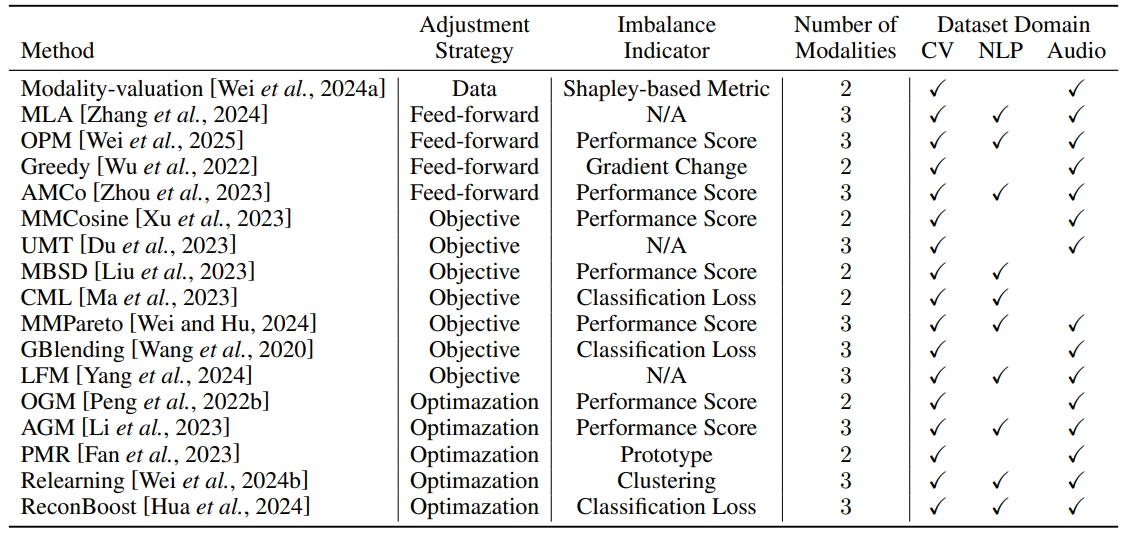 Method Adjustment Strategy Imbalance Indicator Number of Modalities Dataset Domain CV NLP Audio
Modality-valuation [Wei et al., 2024a] Data Shapley-based Metric 2 ✓ ✓
MLA [Zhang et al., 2024] Feed-forward N/A 3 ✓ ✓ ✓
OPM [Wei et al., 2025] Feed-forward Performance Score 3 ✓ ✓ ✓
Greedy [Wu et al., 2022] Feed-forward Gradient Change 2 ✓ ✓
AMCo [Zhou et al., 2023] Feed-forward Performance Score 3 ✓ ✓ ✓
MMCosine [Xu et al., 2023] Objective Performance Score 2 ✓ ✓
UMT [Du et al., 2023] Objective N/A 3 ✓ ✓
MBSD [Liu et al., 2023] Objective Performance Score 2 ✓ ✓
CML [Ma et al., 2023] Objective Classification Loss 2 ✓ ✓
MMPareto [Wei and Hu, 2024] Objective Performance Score 3 ✓ ✓ ✓
GBlending [Wang et al., 2020] Objective Classification Loss 3 ✓ ✓
LFM [Yang et al., 2024] Objective N/A 3 ✓ ✓ ✓
OGM [Peng et al., 2022b] Optimazation Performance Score 2 ✓ ✓
AGM [Li et al., 2023] Optimazation Performance Score 3 ✓ ✓ ✓
PMR [Fan et al., 2023] Optimazation Prototype 2 ✓ ✓
Relearning [Wei et al., 2024b] Optimazation Clustering 3 ✓ ✓ ✓
ReconBoost [Hua et al., 2024] Optimazation Classification Loss 3 ✓ ✓ ✓